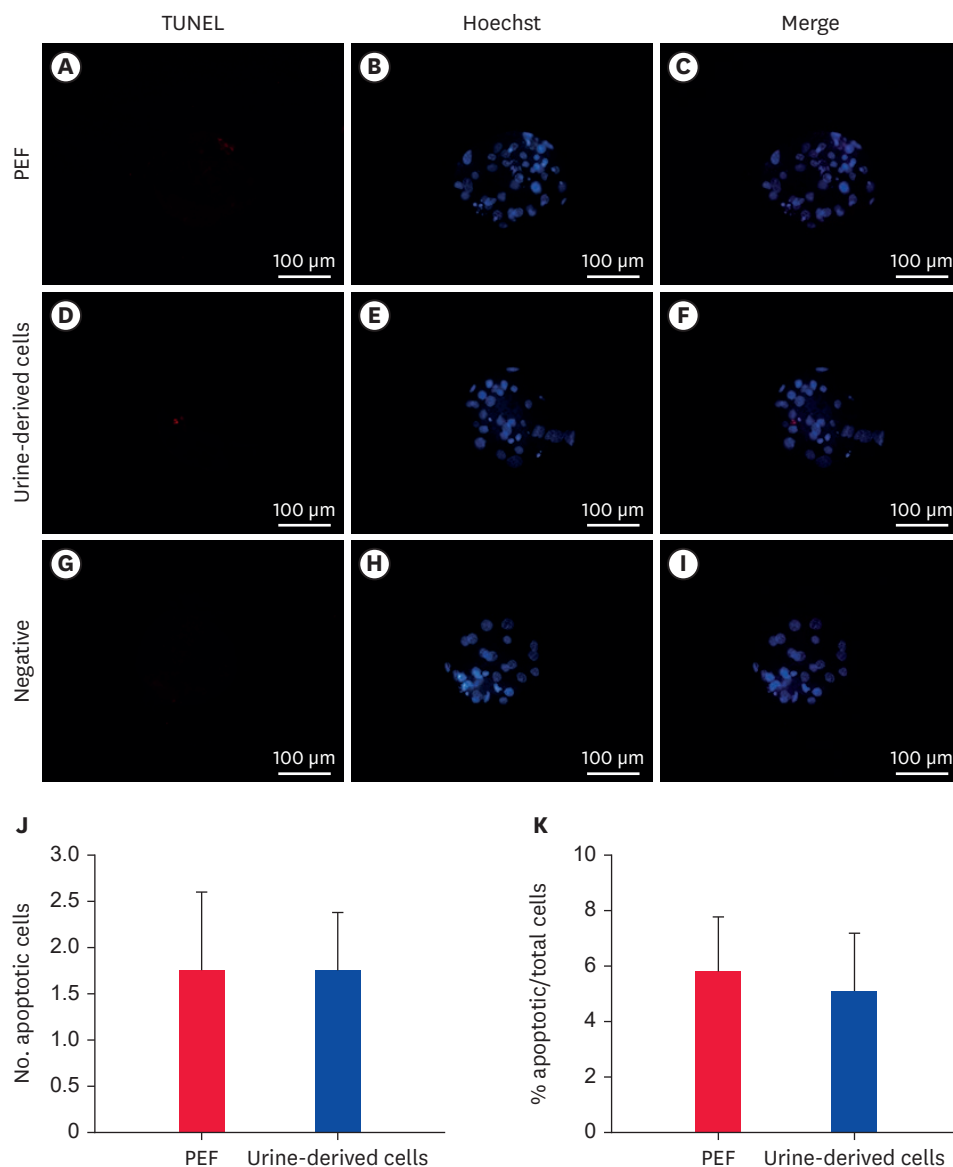 TUNEL Hoechst Merge
PEF
A B C
100 µm 100 µm 100 µm
Urine-derived cells
D E F
100 µm 100 µm 100 µm
Negative
G H I
100 µm 100 µm 100 µm
J
No. apoptotic cells
3.0
2.5
2.0
1.5
1.0
0.5
0
PEF Urine-derived cells
K
% apoptotic/total cells
10
8
6
4
2
0
PEF Urine-derived cells